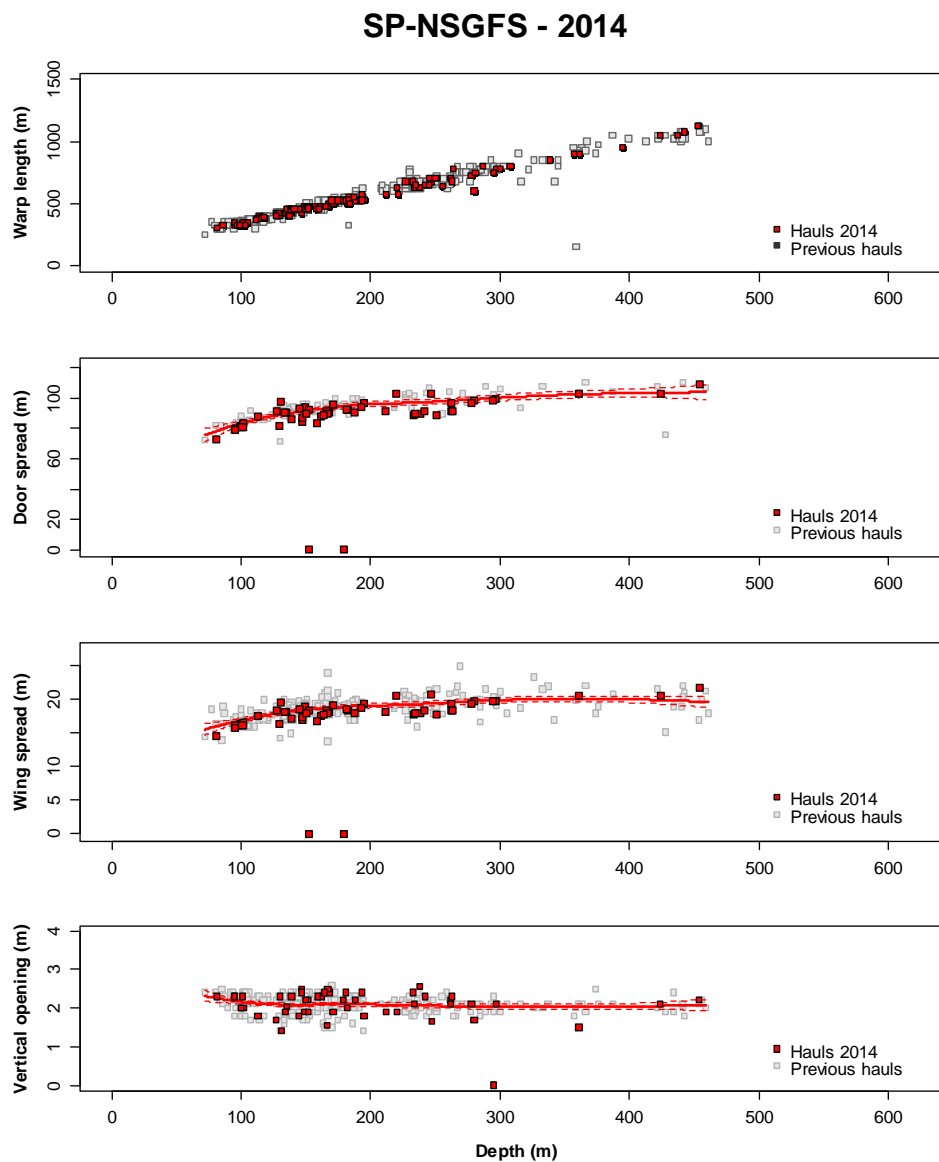 SP-NSGFS - 2014
Warp length (m)
0 500 1000 1500
Hauls 2014
Previous hauls
0 100 200 300 400 500 600
Door spread (m)
0 20 60 100
Hauls 2014
Previous hauls
0 100 200 300 400 500 600
Wing spread (m)
0 5 10 20
Hauls 2014
Previous hauls
0 100 200 300 400 500 600
Vertical opening (m)
0 1 2 3 4
Hauls 2014
Previous hauls
0 100 200 300 400 500 600
Depth (m)